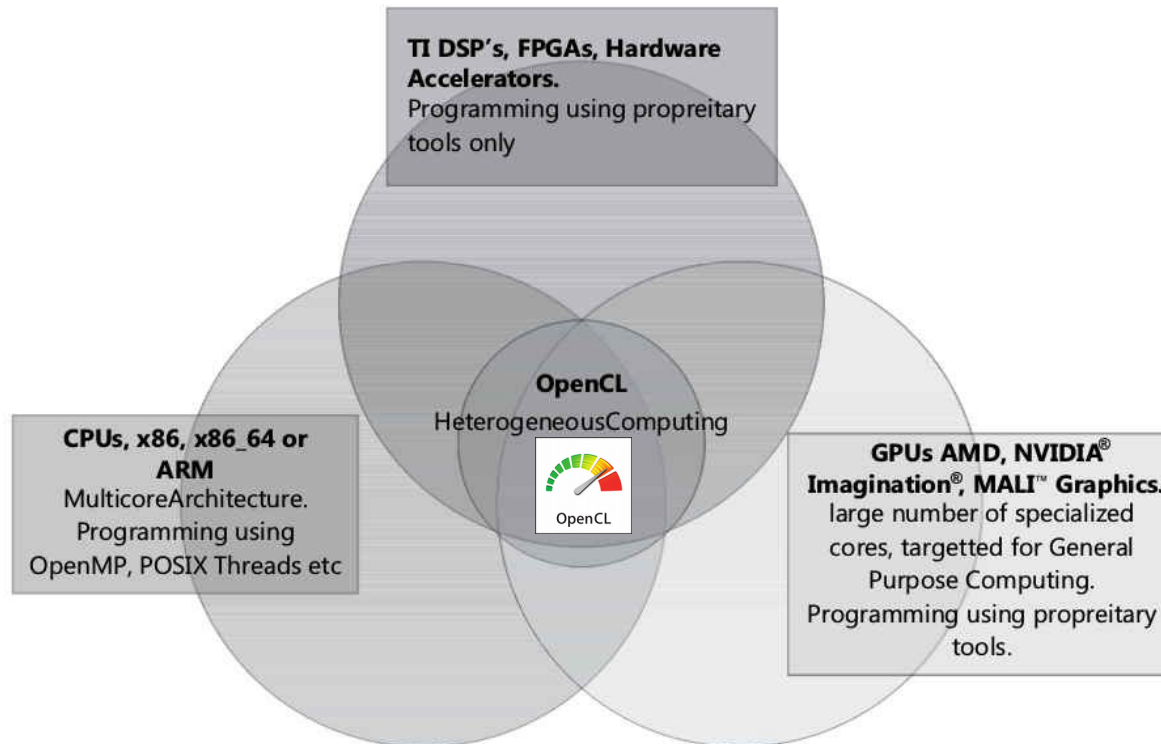 TI DSP's, FPGAs, Hardware
Accelerators.
Programming using propreitary
tools only
OpenCL
HeterogeneousComputing
OpenCL
CPUs, x86, x86_64 or
ARM
MulticoreArchitecture.
Programming using
OpenMP, POSIX Threads etc
GPUs AMD, NVIDIA®
Imagination®, MALI™ Graphics.
large number of specialized
cores, targetted for General
Purpose Computing.
Programming using propreitary
tools.